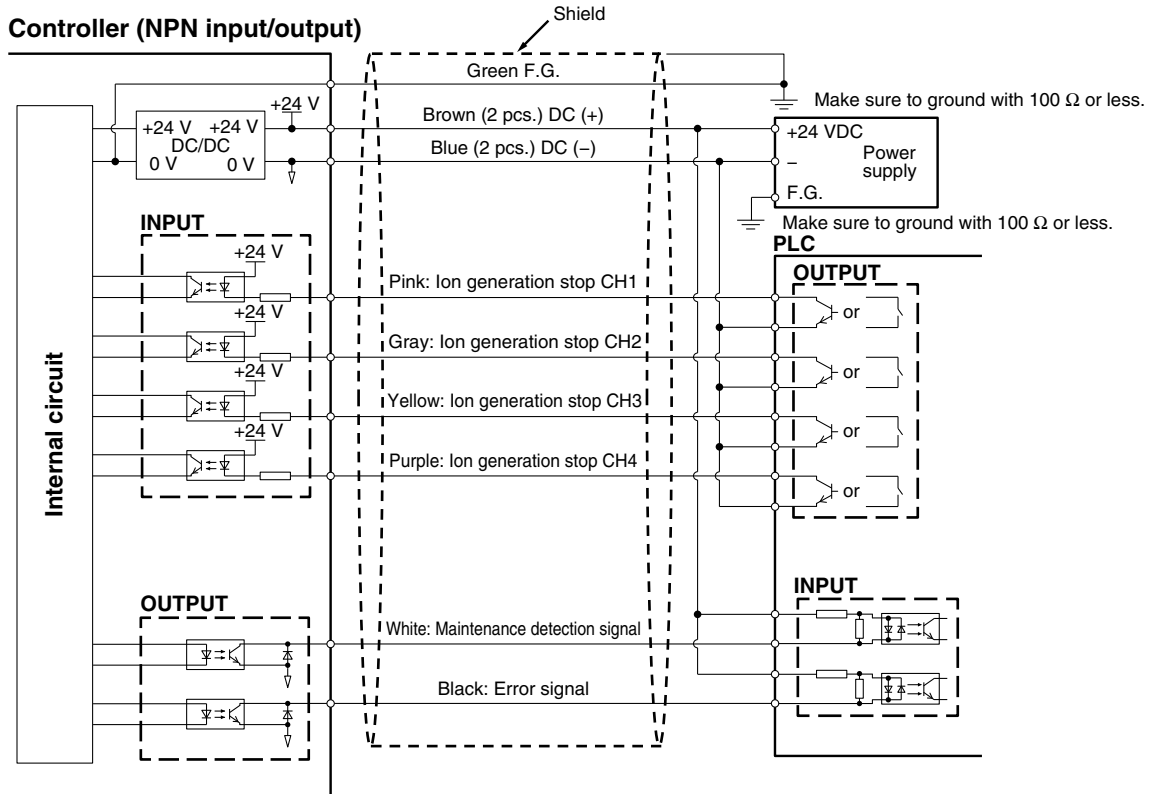 Shield
Controller (NPN input/output)
Green F.G.
+24 V
Brown (2 pcs.) DC (+)
Make sure to ground with 100 Ω or less.
+24 V +24 V
DC/DC
0 V 0 V
Blue (2 pcs.) DC (−)
+24 VDC
−
Power
supply
F.G.
Make sure to ground with 100 Ω or less.
INPUT
PLC
OUTPUT
+24 V
Pink: Ion generation stop CH1
or
+24 V
Gray: Ion generation stop CH2
or
+24 V
Yellow: Ion generation stop CH3
or
+24 V
Purple: Ion generation stop CH4
or
Internal circuit
INPUT
OUTPUT
White: Maintenance detection signal
Black: Error signal